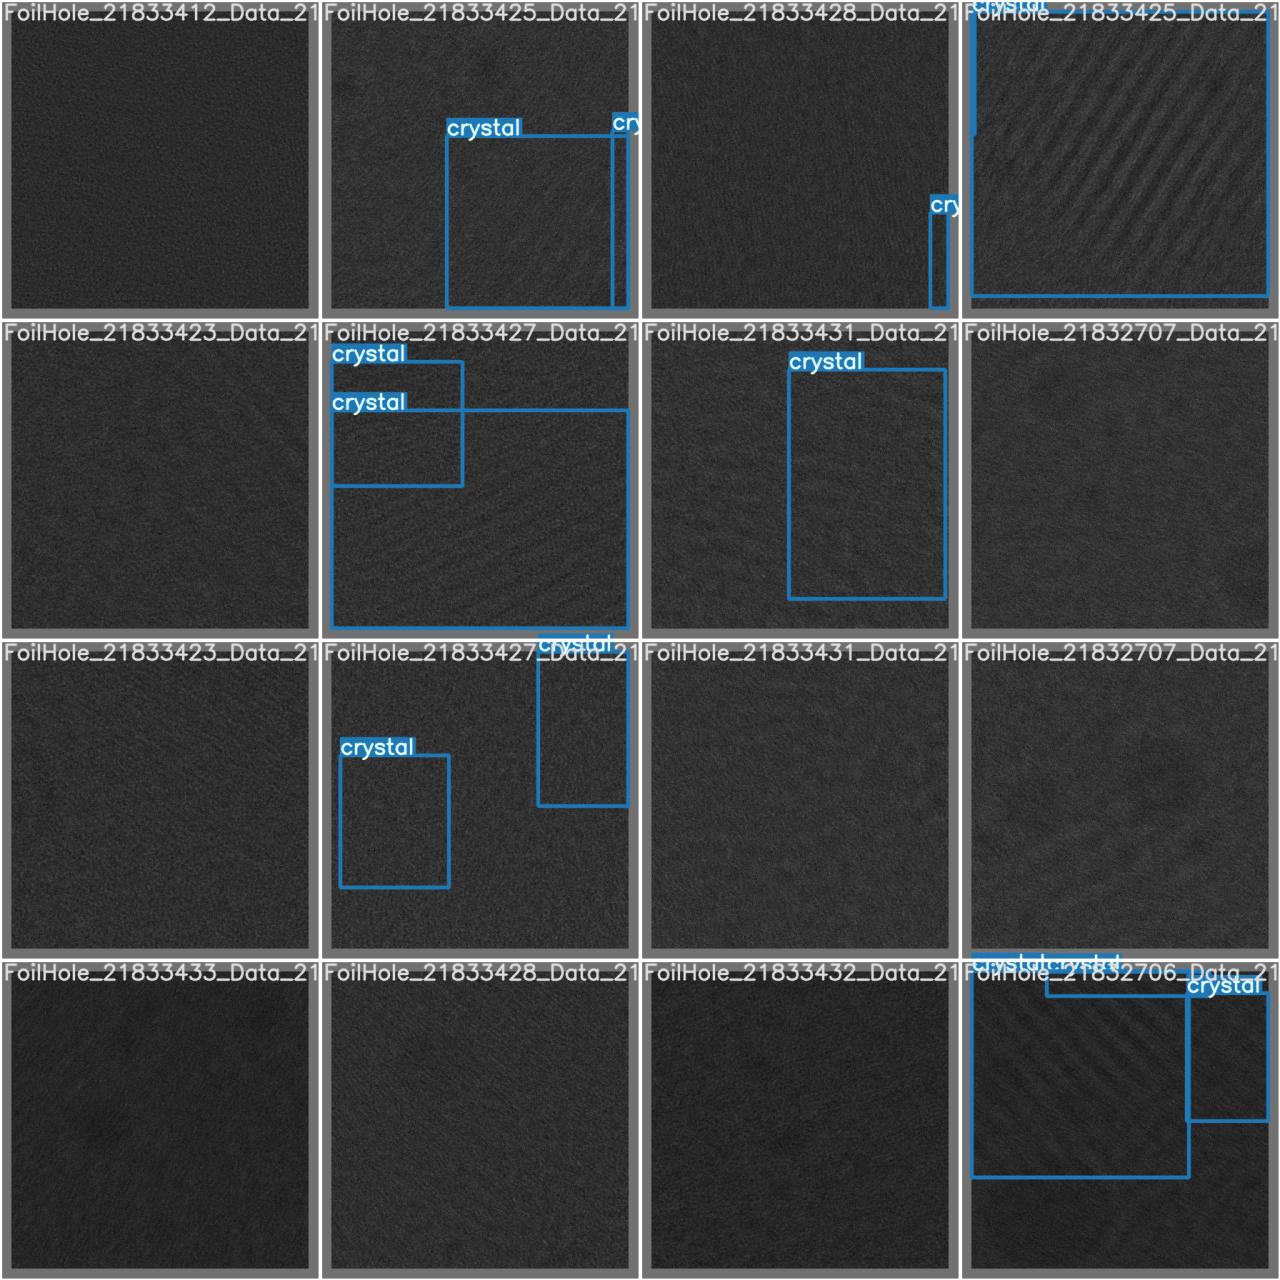 FoilHole_21833412_Data_21
FoilHole_21833425_Data_21
crystal
cry
FoilHole_21833428_Data_21
cry
crystal
FoilHole_21833425_Data_21
FoilHole_21833423_Data_21
FoilHole_21833427_Data_21
crystal
crystal
FoilHole_21833431_Data_21
crystal
FoilHole_21832707_Data_21
FoilHole_21833423_Data_21
crystal
FoilHole_21833427_Data_21
crystal
FoilHole_21833431_Data_21
FoilHole_21832707_Data_21
FoilHole_21833433_Data_21
FoilHole_21833428_Data_21
FoilHole_21833432_Data_21
crystal crystal
FoilHole_21832706_Data_21
crystal